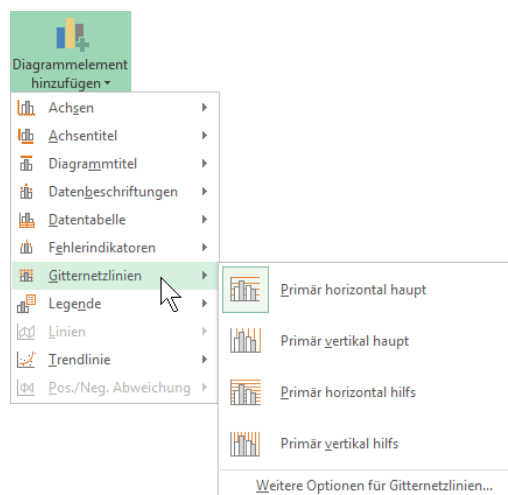 Diagrammelement
hinzufügen
Achsen
Achsentitel
Diagrammtitel
Datenbeschriftungen
Datentabelle
Fehlerindikatoren
Gitternetzlinien
Legende
Linien
Trendlinie
Pos./Neg. Abweichung
Primär horizontal haupt
Primär vertikal haupt
Primär horizontal hilfs
Primär vertikal hilfs
Weitere Optionen für Gitternetzlinien...